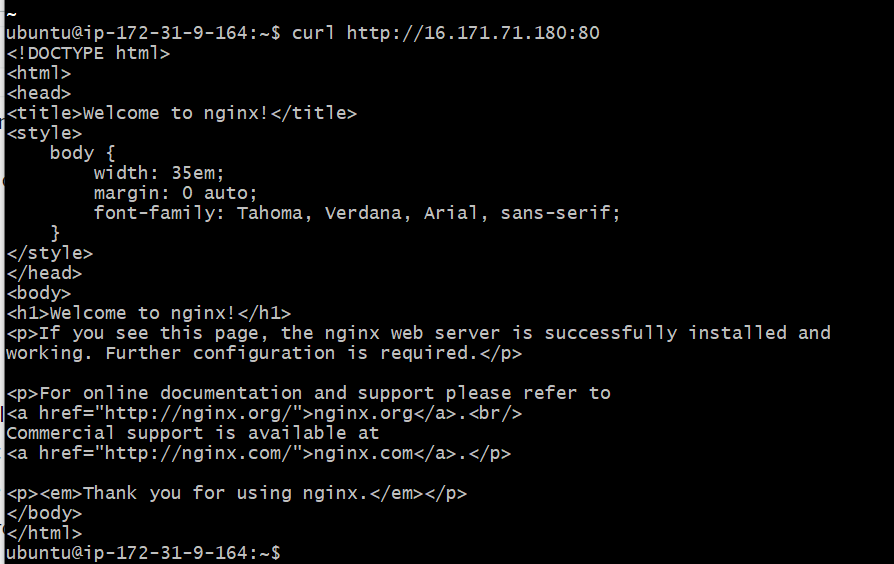 ~
ubuntu@ip-172-31-9-164:~$ curl http://16.171.71.180:80
<!DOCTYPE html>
<html>
<head>
<title>Welcome to nginx!</title>
<style>
    body {
        width: 35em;
        margin: 0 auto;
        font-family: Tahoma, Verdana, Arial, sans-serif;
    }
</style>
</head>
<body>
<h1>Welcome to nginx!</h1>
<p>If you see this page, the nginx web server is successfully installed and
working. Further configuration is required.</p>

<p>For online documentation and support please refer to
<a href="http://nginx.org/">nginx.org</a>.<br/>
Commercial support is available at
<a href="http://nginx.com/">nginx.com</a>.</p>

<p><em>Thank you for using nginx.</em></p>
</body>
</html>
ubuntu@ip-172-31-9-164:~$